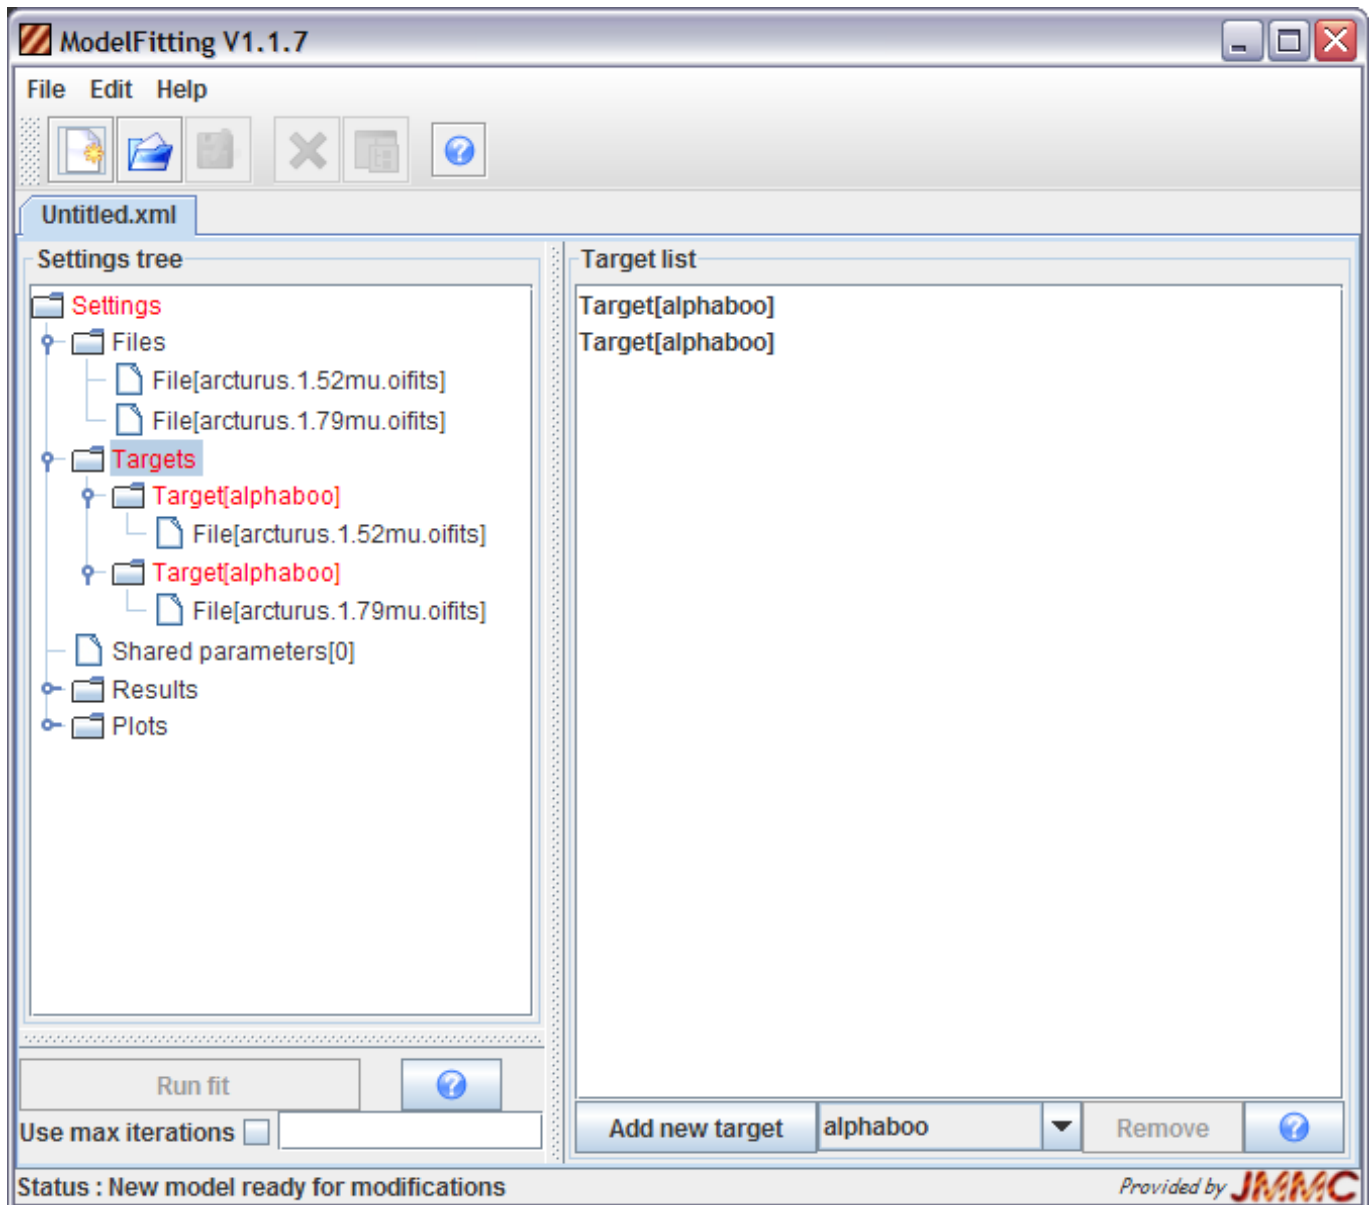 ModelFitting V1.1.7
File Edit Help
Untitled.xml
Settings tree
Settings
Files
File[arcturus.1.52mu.oifits]
File[arcturus.1.79mu.oifits]
Targets
Target[alphaboo]
File[arcturus.1.52mu.oifits]
Target[alphaboo]
File[arcturus.1.79mu.oifits]
Shared parameters[0]
Results
Plots
Run fit
Use max iterations
Target list
Target[alphaboo]
Target[alphaboo]
Add new target alphaboo Remove
Status : New model ready for modifications
Provided by JMMC